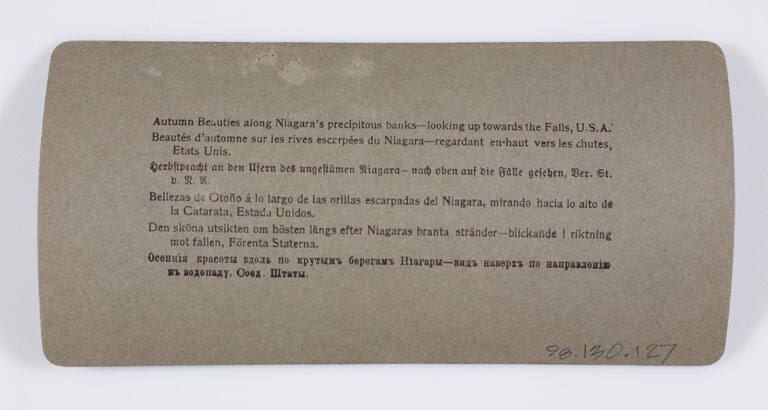 Autumn Beauties along Niagara's precipitous banks—looking up towards the Falls, U.S.A.
Beautés d'automne sur les rives escarpées du Niagara—regardant en-haut vers les chutes,
Etats Unis.
Herbstpracht an den Ufern des ungestümen Niagara—nach oben auf die Fälle gesehen, Ver. St.
v. N. A.
Bellezas de Otoño á lo largo de las orillas escarpadas del Niagara, mirando hacia lo alto de
la Catarata, Estado Unidos.
Den sköna utsikten om hösten långs efter Niagaras branta stränder—blickande i riktning
mot fallen, Förenta Staterna.
Осеннія красоты вдоль по крутымъ берегамъ Ніагары—видъ наверхъ по направленію
къ водопаду. Соед. Штаты.
98.130.127